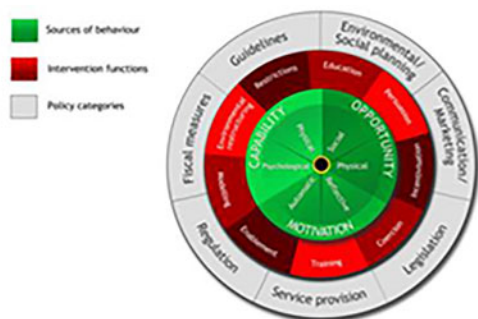 Sources of behaviour
Intervention functions
Policy categories
Guidelines
Environmental/
Social planning
Communication/
Marketing
Legislation
Service provision
Regulation
Fiscal measures
Restrictions
Education
Persuasion
Incentivisation
Coercion
Training
Enablement
Modelling
Environmental
restructuring
CAPABILITY
OPPORTUNITY
MOTIVATION
Physical
Social
Psychological
Physical
Automatic
Reflective